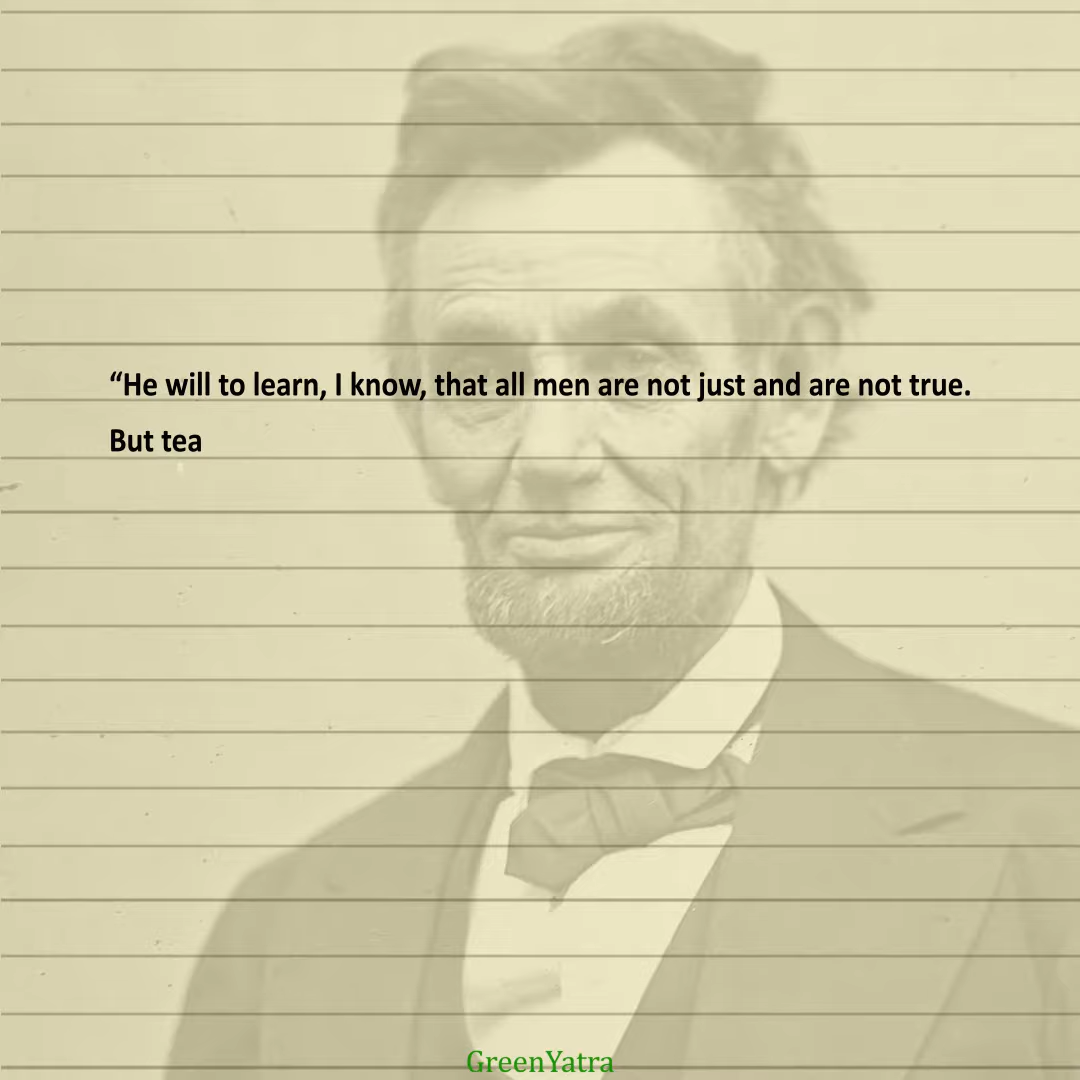 “He will to learn, I know, that all men are not just and are not true.
But tea
GreenYatra